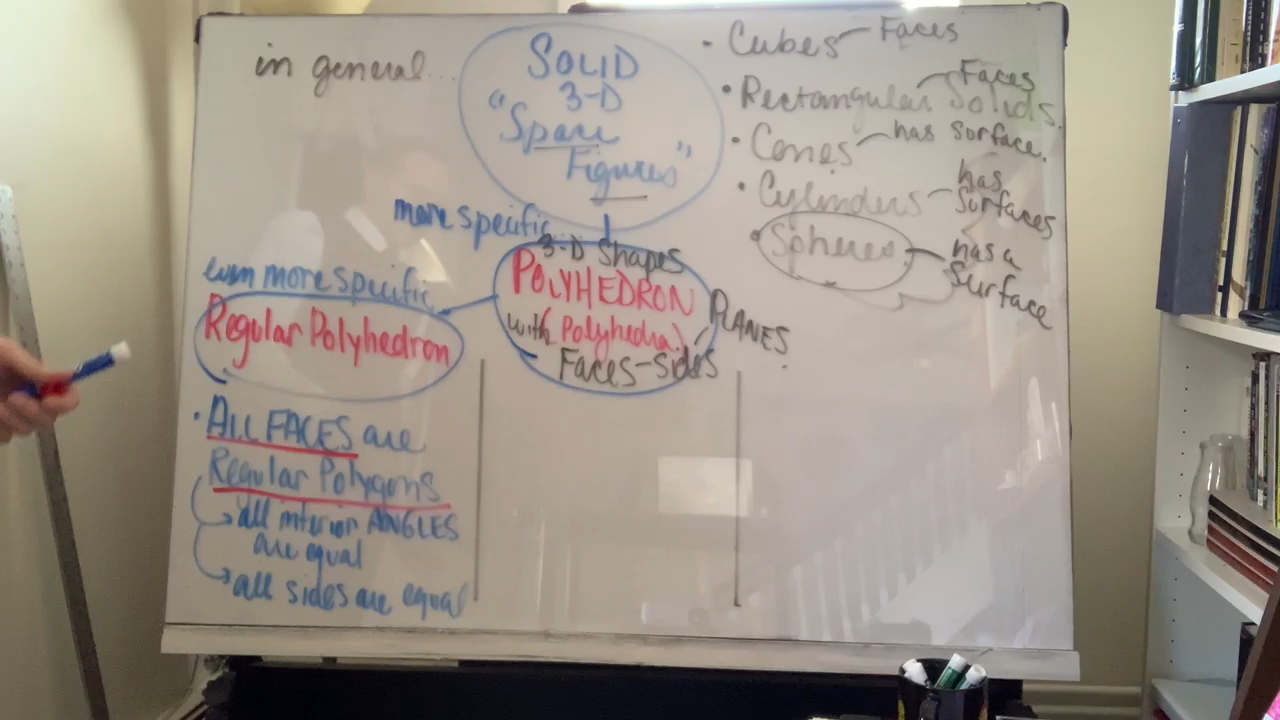 in general...
SOLID
3-D
"Space
Figures"
more specific
3-D Shapes
POLYHEDRON
with (Polyhedra)
Faces-sides
PLANES
even more specific
Regular Polyhedron
• ALL FACES are
Regular Polygons
→ all interior ANGLES
are equal
→ all sides are equal
• Cubes - Faces
• Rectangular Solids. - Faces
• Cones - has surface.
• Cylinders - has
surfaces
• Spheres - has a
Surface